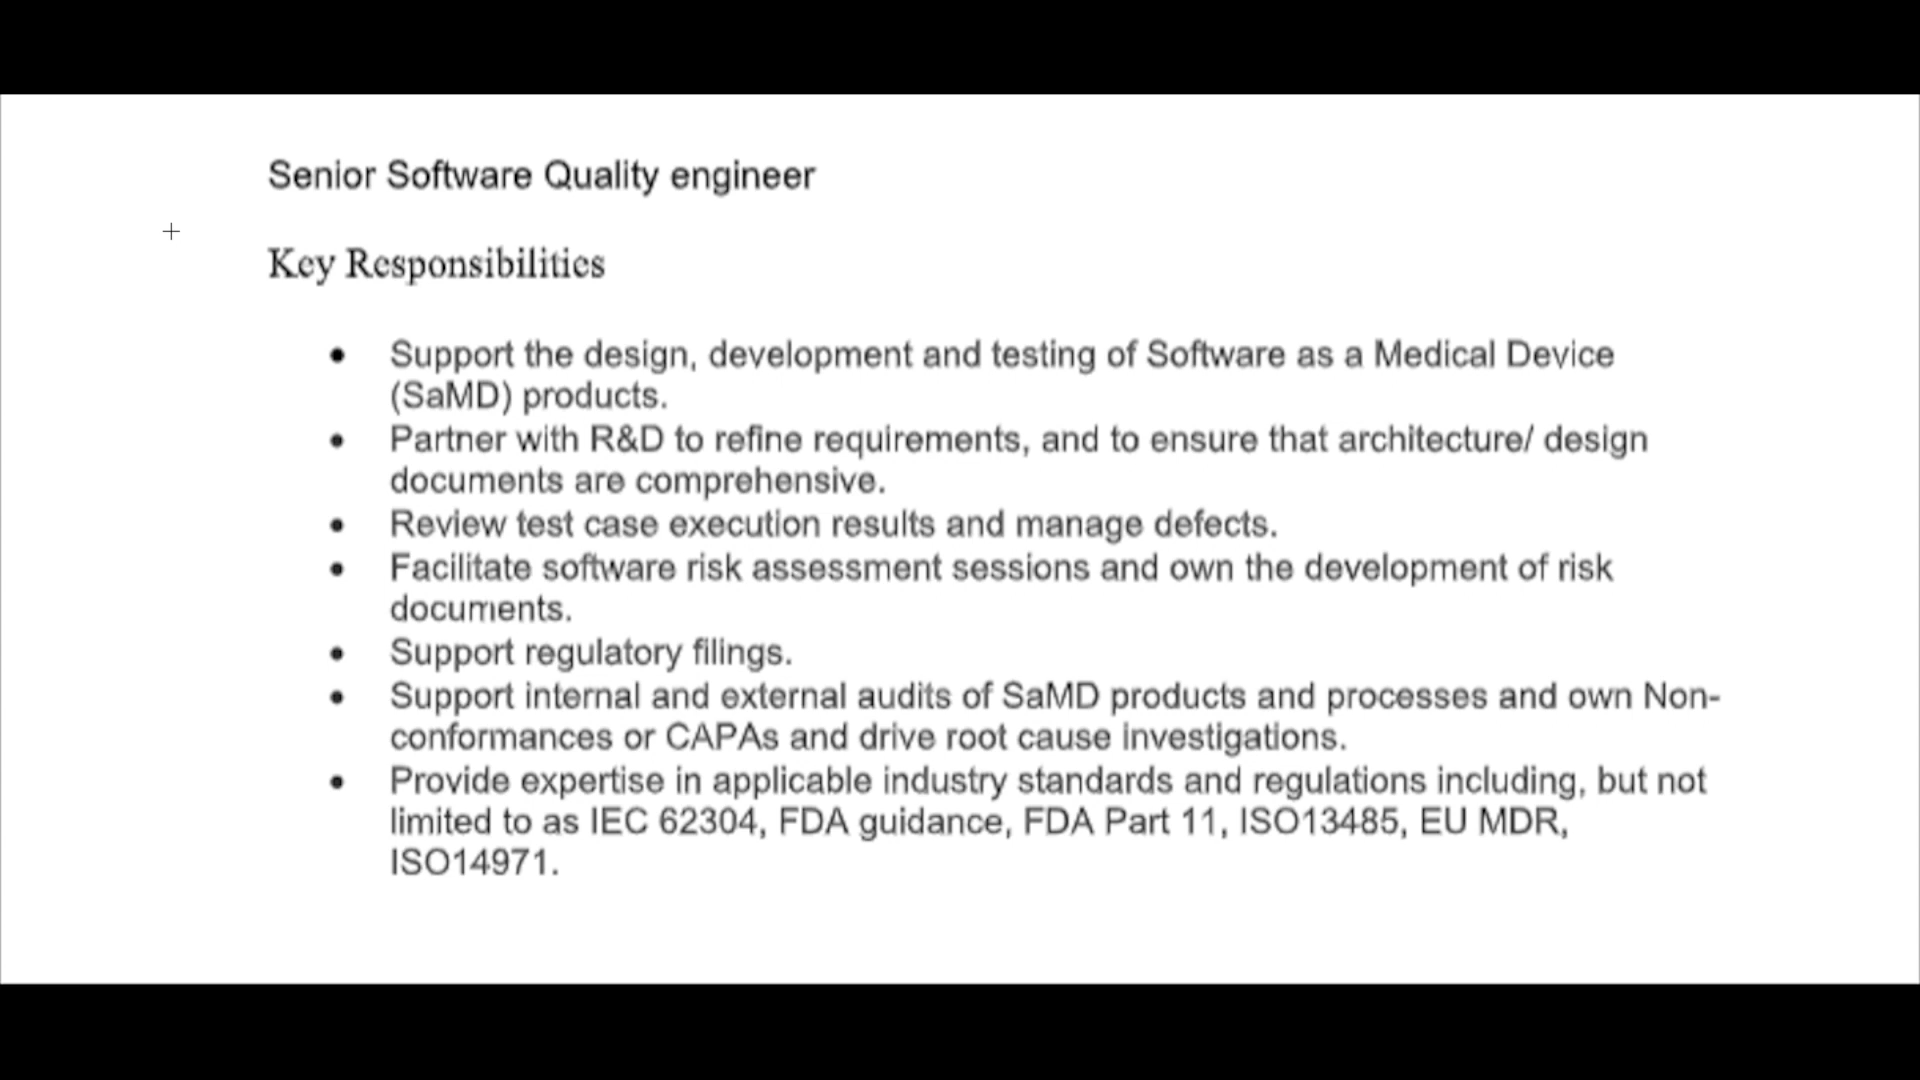 Senior Software Quality engineer
Key Responsibilities
• Support the design, development and testing of Software as a Medical Device
(SaMD) products.
• Partner with R&D to refine requirements, and to ensure that architecture/ design
documents are comprehensive.
• Review test case execution results and manage defects.
• Facilitate software risk assessment sessions and own the development of risk
documents.
• Support regulatory filings.
• Support internal and external audits of SaMD products and processes and own Non-
conformances or CAPAs and drive root cause investigations.
• Provide expertise in applicable industry standards and regulations including, but not
limited to as IEC 62304, FDA guidance, FDA Part 11, ISO13485, EU MDR,
ISO14971.